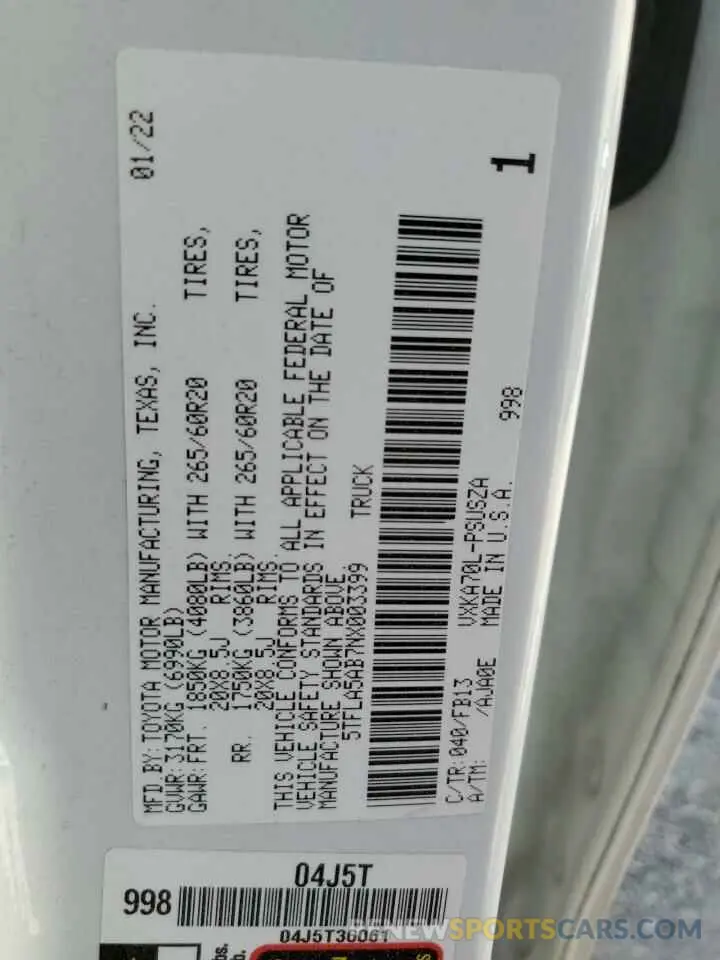 MFD.BY:TOYOTA MOTOR MANUFACTURING, TEXAS, INC. 01/22
GVWR:3170KG (6990LB)
GAWR:FRT. 1850KG (4080LB) WITH 265/60R20 TIRES,
20X8.5J RIMS,
RR. 1750KG (3860LB) WITH 265/60R20 TIRES,
20X8.5J RIMS.
THIS VEHICLE CONFORMS TO ALL APPLICABLE FEDERAL MOTOR
VEHICLE SAFETY STANDARDS IN EFFECT ON THE DATE OF
MANUFACTURE SHOWN ABOVE.
5TFLA5AB7NX003399 TRUCK
C/TR:040/FB13 VXKA70L-PSUSZA 998
A/TM: /AJA0E MADE IN U.S.A.
1
04J5T
998
04J5T36061
RENEWSPORTSCARS.COM